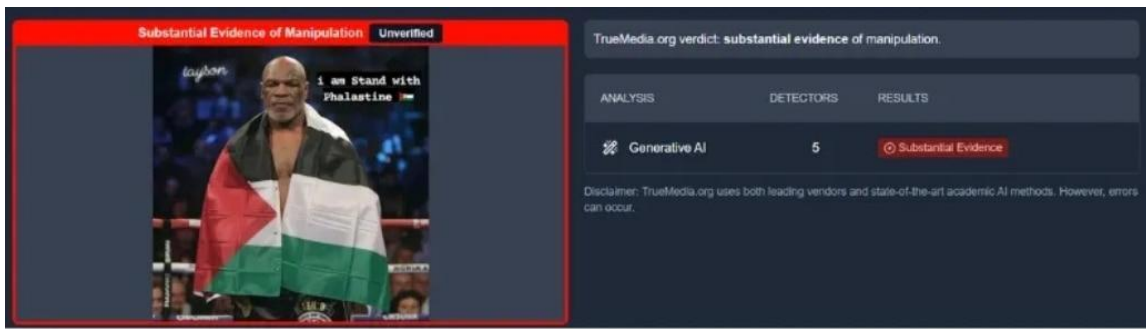 Substantial Evidence of Manipulation Unverified
tayson
i am Stand with
Phalastine 🇵🇸
TrueMedia.org verdict: substantial evidence of manipulation.
ANALYSIS DETECTORS RESULTS
Generative AI 5 Substantial Evidence
Disclaimer: TrueMedia.org uses both leading vendors and state-of-the-art academic AI methods. However, errors
can occur.